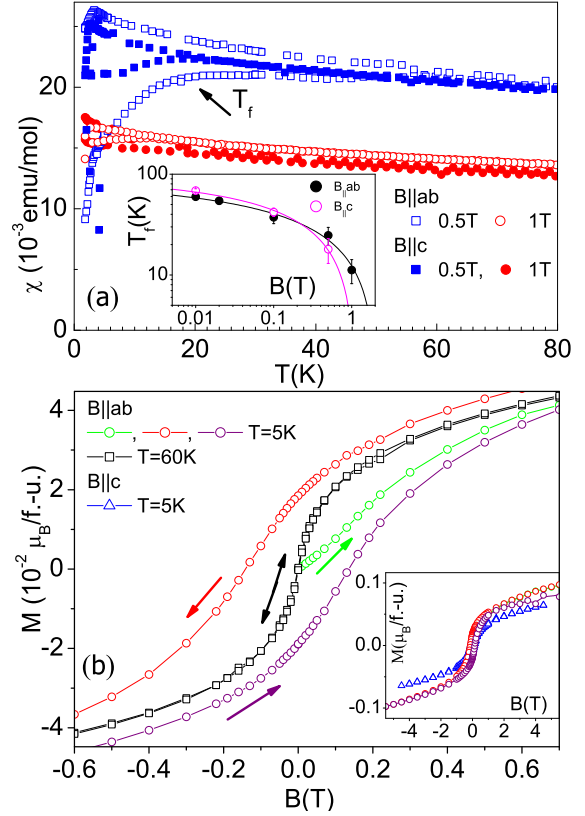 20
10
0
χ (10⁻³emu/mol)
T_f
100
10
T_f(K)
B||ab
B||c
0.01
0.1
1
B(T)
B||ab
0.5T
1T
B||c
0.5T,
1T
(a)
0
20
40
60
80
T(K)
4
2
0
-2
-4
M (10⁻² μ_B/f.-u.)
B||ab
, , T=5K
T=60K
B||c
T=5K
(b)
0.1
0.0
-0.1
M(μ_B/f.-u.)
B(T)
-4 -2 0 2 4
-0.6 -0.4 -0.2 0.0 0.2 0.4 0.6
B(T)